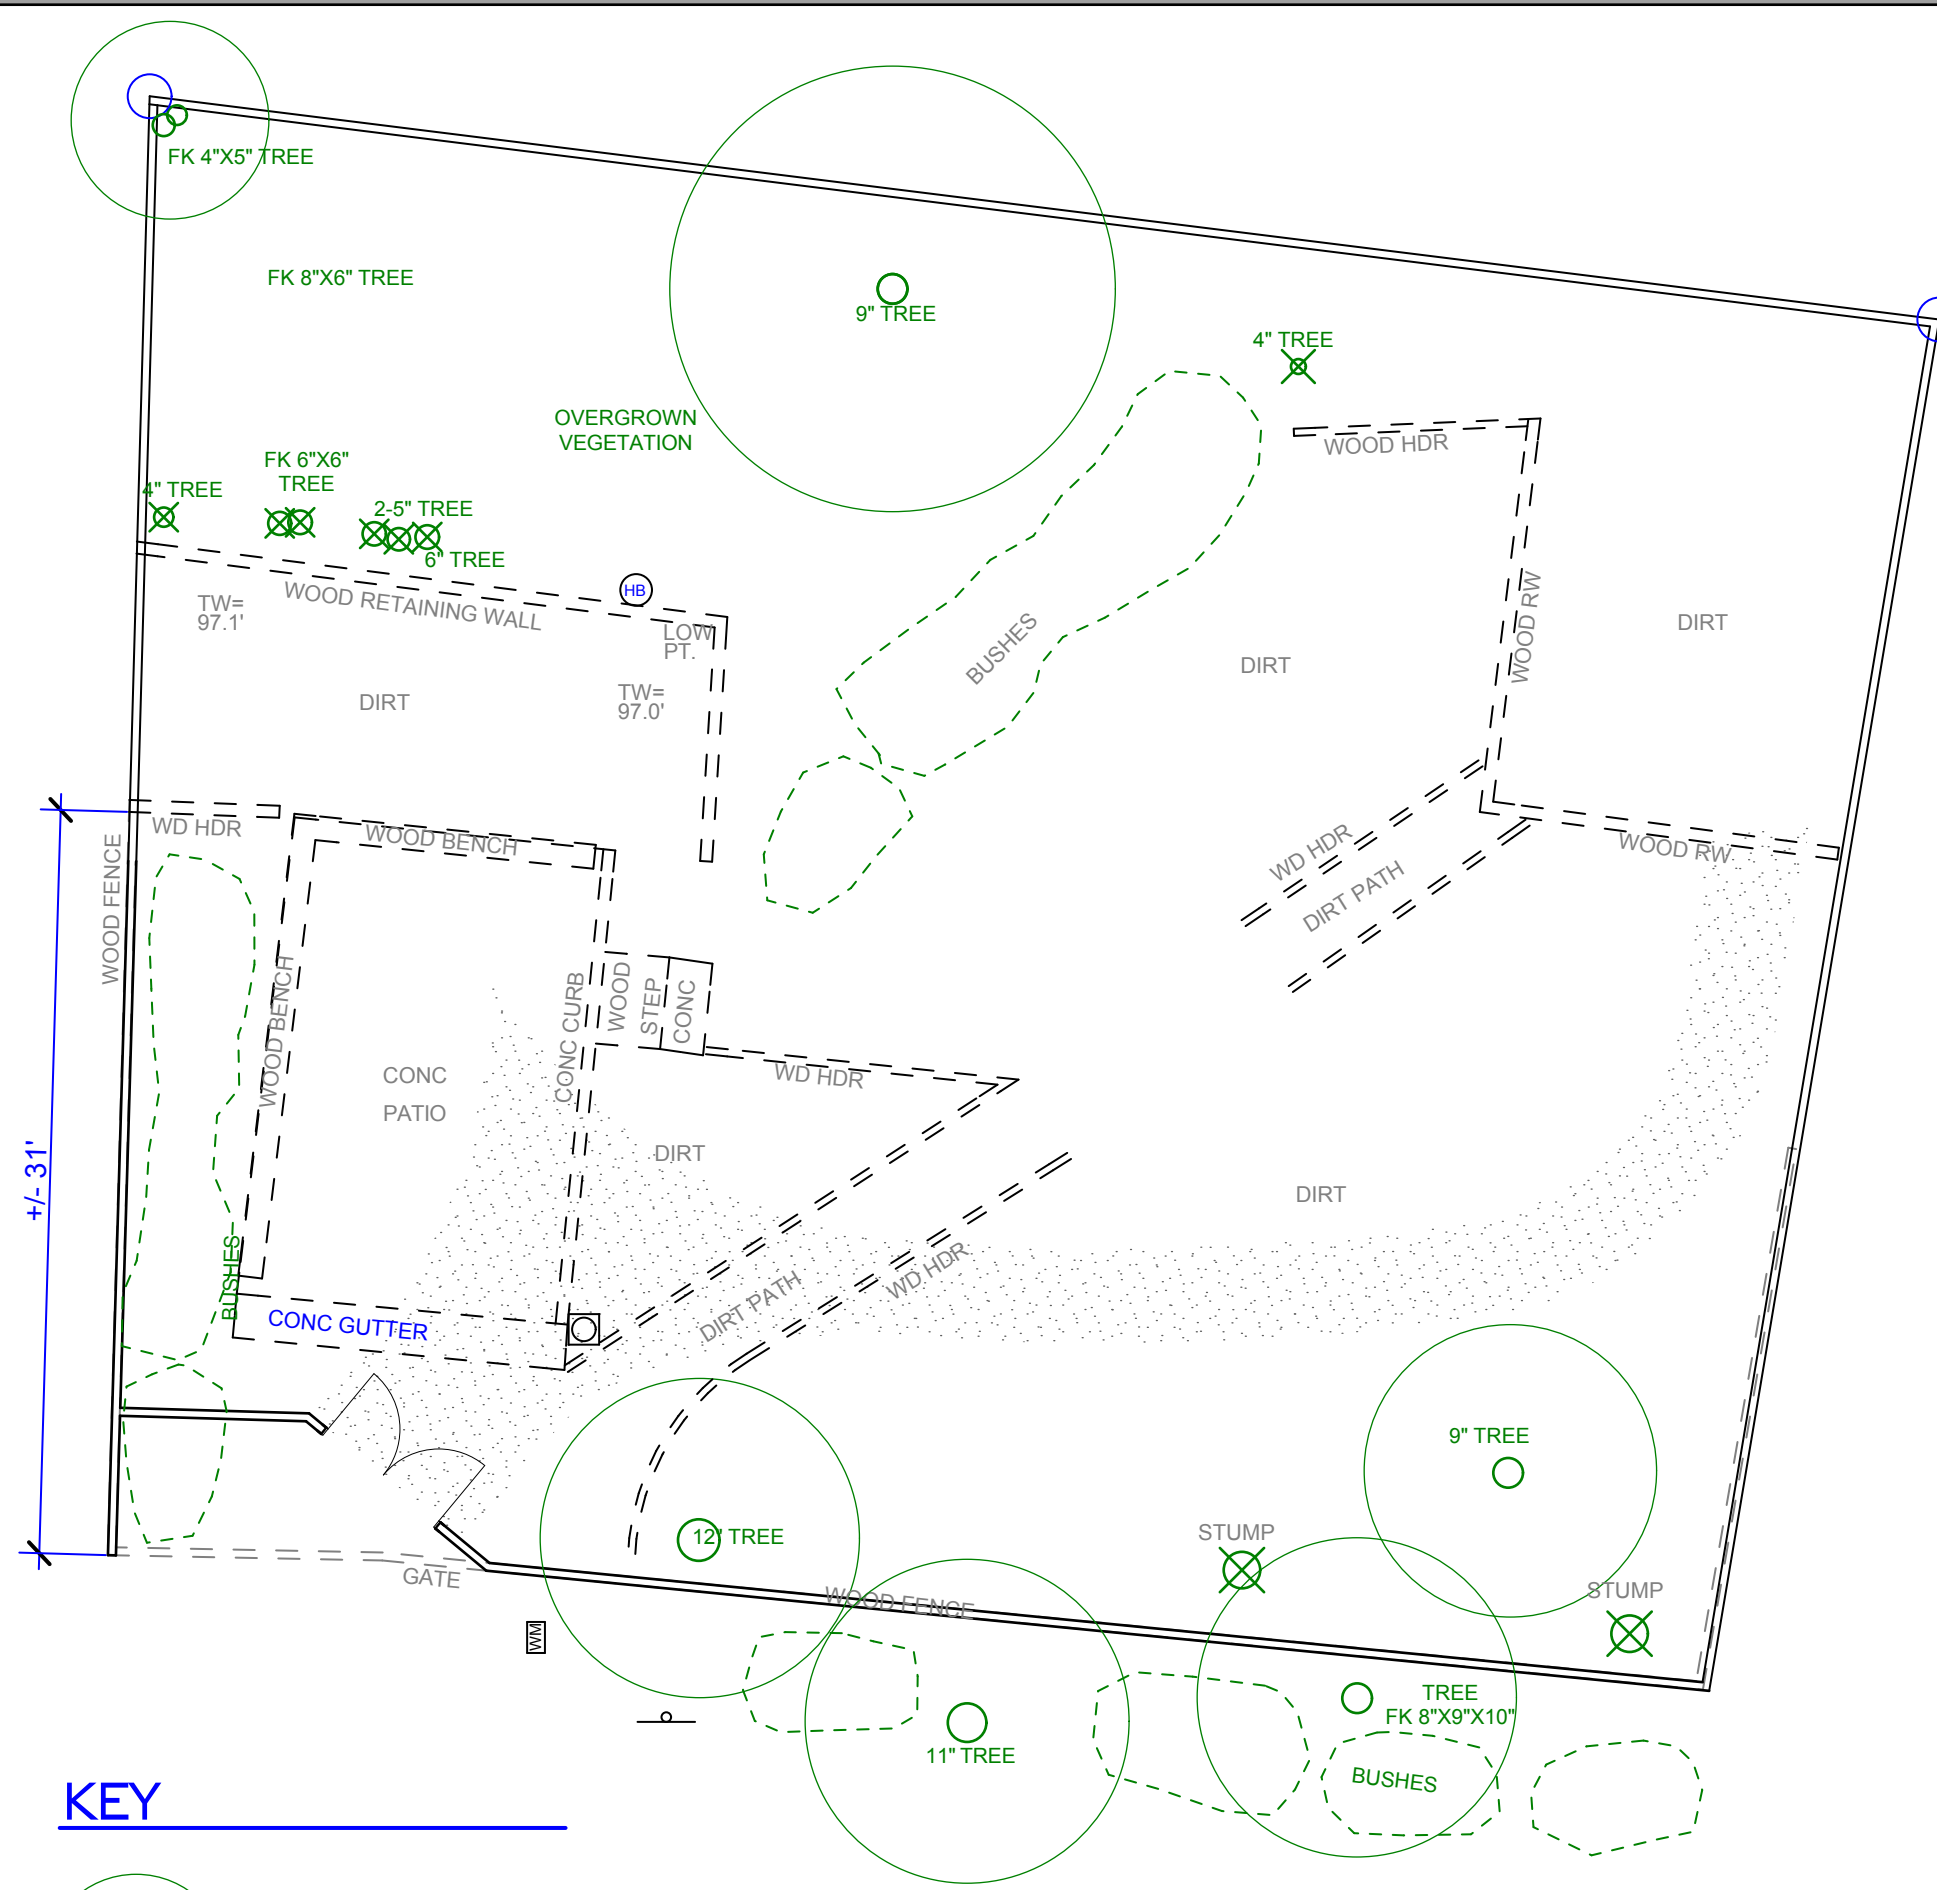 FK 4"X5" TREE
FK 8"X6" TREE
9" TREE
4" TREE
OVERGROWN
VEGETATION
WOOD HDR
FK 6"X6"
TREE
4" TREE
2-5" TREE
6" TREE
HB
WOOD RETAINING WALL
TW=
97.1'
LOW
PT.
TW=
97.0'
DIRT
BUSHES
DIRT
WOOD RW
DIRT
WD HDR
WOOD BENCH
WOOD FENCE
WD HDR
DIRT PATH
WOOD RW
WOOD BENCH
CONC CURB
WOOD
STEP
CONC
CONC
PATIO
WD HDR
DIRT
DIRT
+/- 31'
BUSHES
CONC GUTTER
DIRT PATH
WD HDR
9" TREE
12" TREE
STUMP
STUMP
GATE
WOOD FENCE
WM
TREE
FK 8"X9"X10"
11" TREE
BUSHES
KEY